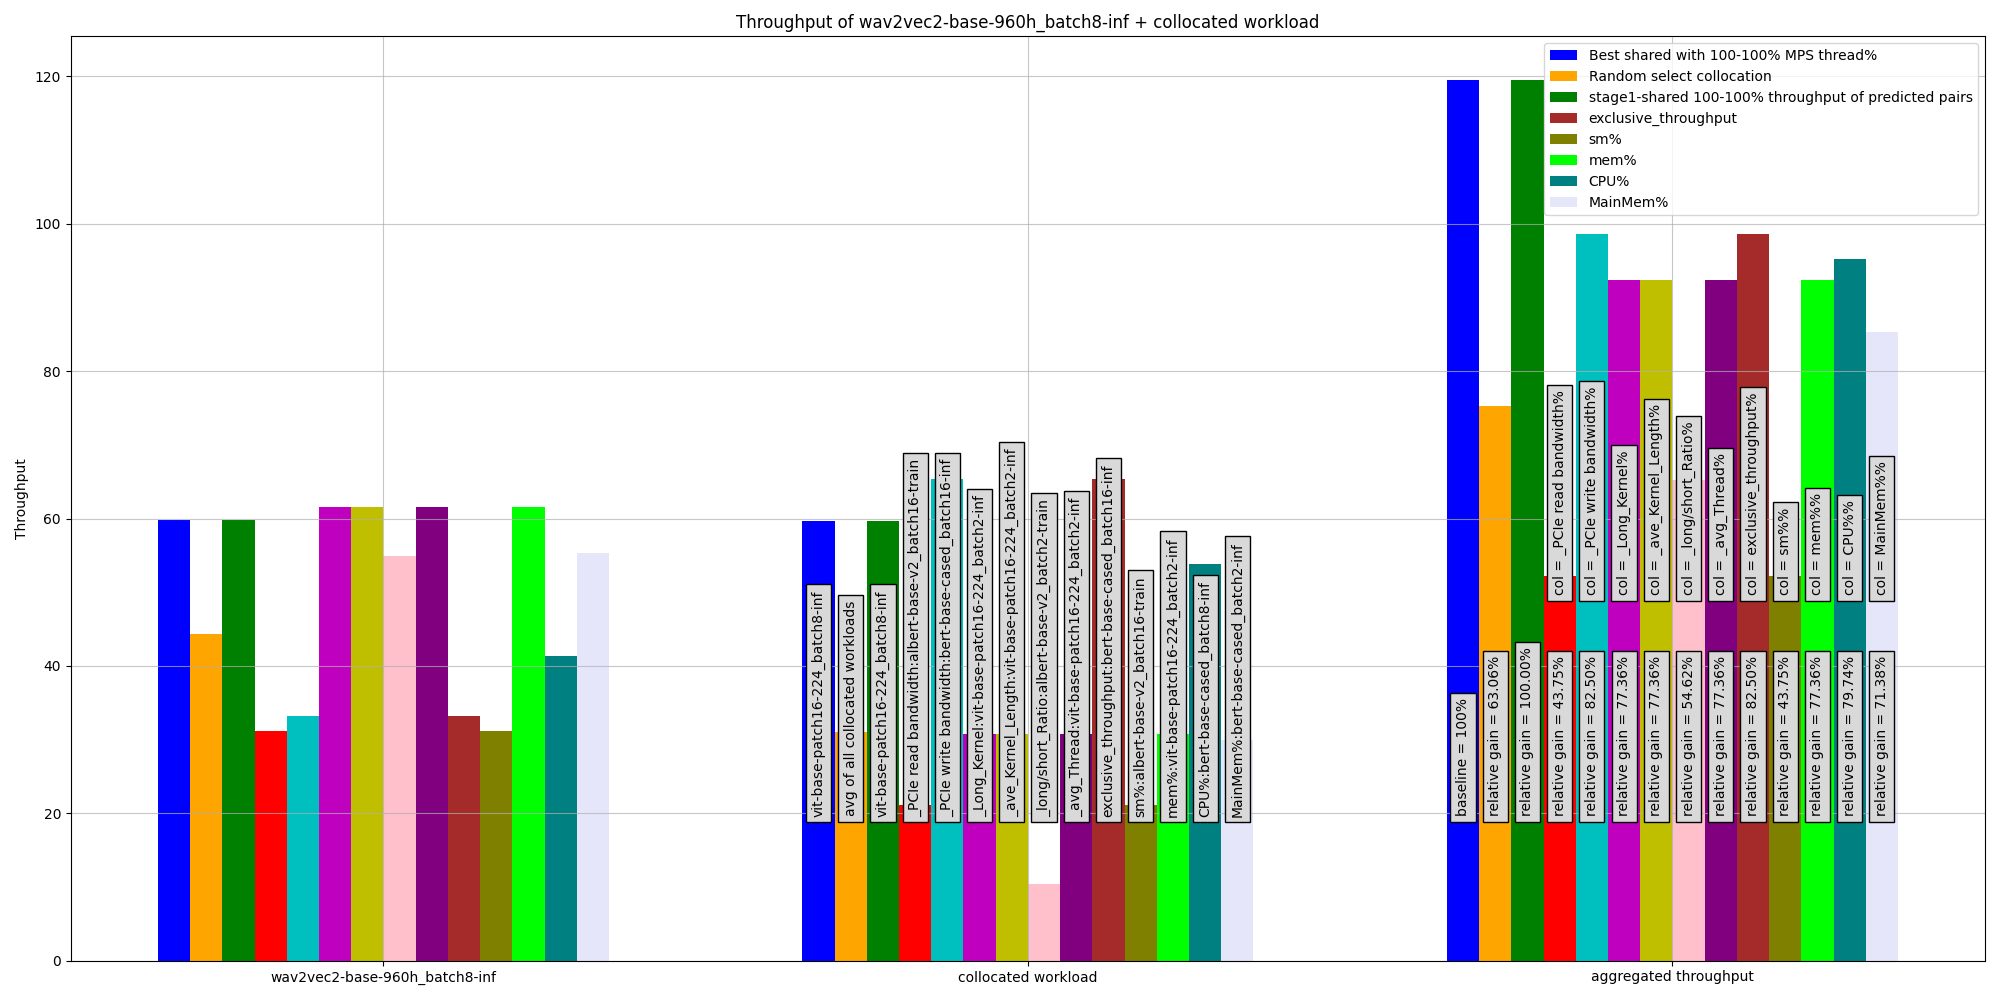 Throughput of wav2vec2-base-960h_batch8-inf + collocated workload
Throughput
120
100
80
60
40
20
0
Best shared with 100-100% MPS thread%
Random select collocation
stage1-shared 100-100% throughput of predicted pairs
exclusive_throughput
sm%
mem%
CPU%
MainMem%
vit-base-patch16-224_batch8-inf
avg of all collocated workloads
vit-base-patch16-224_batch8-inf
_PCIe read bandwidth:albert-base-v2_batch16-train
_PCIe write bandwidth:bert-base-cased_batch16-inf
_Long_Kernel:vit-base-patch16-224_batch2-inf
_ave_Kernel_Length:vit-base-patch16-224_batch2-inf
_long/short_Ratio:albert-base-v2_batch2-train
_avg_Thread:vit-base-patch16-224_batch2-inf
exclusive_throughput:bert-base-cased_batch16-inf
sm%:albert-base-v2_batch16-train
mem%:vit-base-patch16-224_batch2-inf
CPU%:bert-base-cased_batch8-inf
MainMem%:bert-base-cased_batch2-inf
col = _PCIe read bandwidth%
col = _PCIe write bandwidth%
col = _Long_Kernel%
col = _ave_Kernel_Length%
col = _long/short_Ratio%
col = _avg_Thread%
col = exclusive_throughput%
col = sm%%
col = mem%%
col = CPU%%
col = MainMem%%
baseline = 100%
relative gain = 63.06%
relative gain = 100.00%
relative gain = 43.75%
relative gain = 82.50%
relative gain = 77.36%
relative gain = 77.36%
relative gain = 54.62%
relative gain = 77.36%
relative gain = 82.50%
relative gain = 43.75%
relative gain = 77.36%
relative gain = 79.74%
relative gain = 71.38%
wav2vec2-base-960h_batch8-inf
collocated workload
aggregated throughput